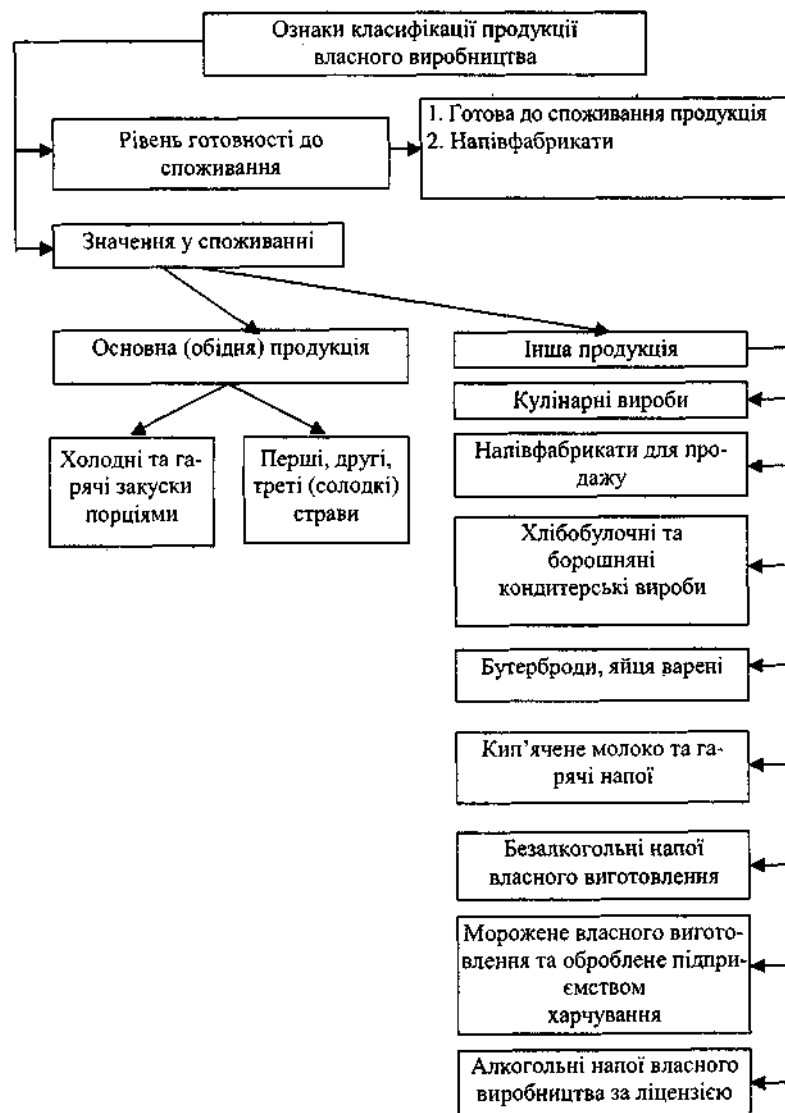 Ознаки класифікації продукції
власного виробництва
Рівень готовності до
споживання
1. Готова до споживання продукція
2. Напівфабрикати
Значення у споживанні
Основна (обідня) продукція
Інша продукція
Холодні та га-
рячі закуски
порціями
Перші, другі,
треті (солодкі)
страви
Кулінарні вироби
Напівфабрикати для про-
дажу
Хлібобулочні та
борошняні
кондитерські вироби
Бутерброди, яйця варені
Кип’ячене молоко та га-
рячі напої
Безалкогольні напої
власного виготовлення
Морожене власного вигото-
влення та оброблене підпри-
ємством
харчування
Алкогольні напої власного
виробництва за ліцензією